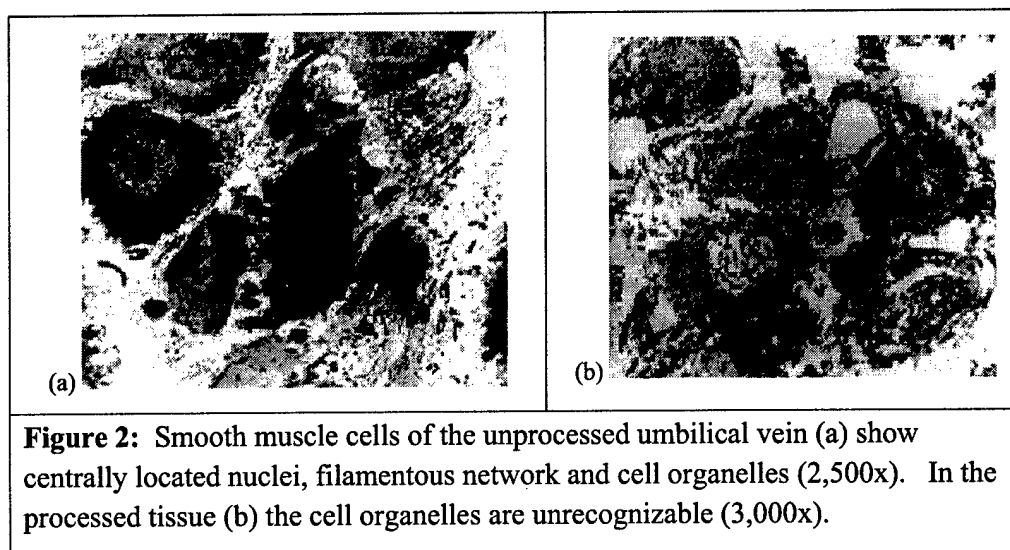 (a)
(b)
Figure 2: Smooth muscle cells of the unprocessed umbilical vein (a) show
centrally located nuclei, filamentous network and cell organelles (2,500x). In the
processed tissue (b) the cell organelles are unrecognizable (3,000x).